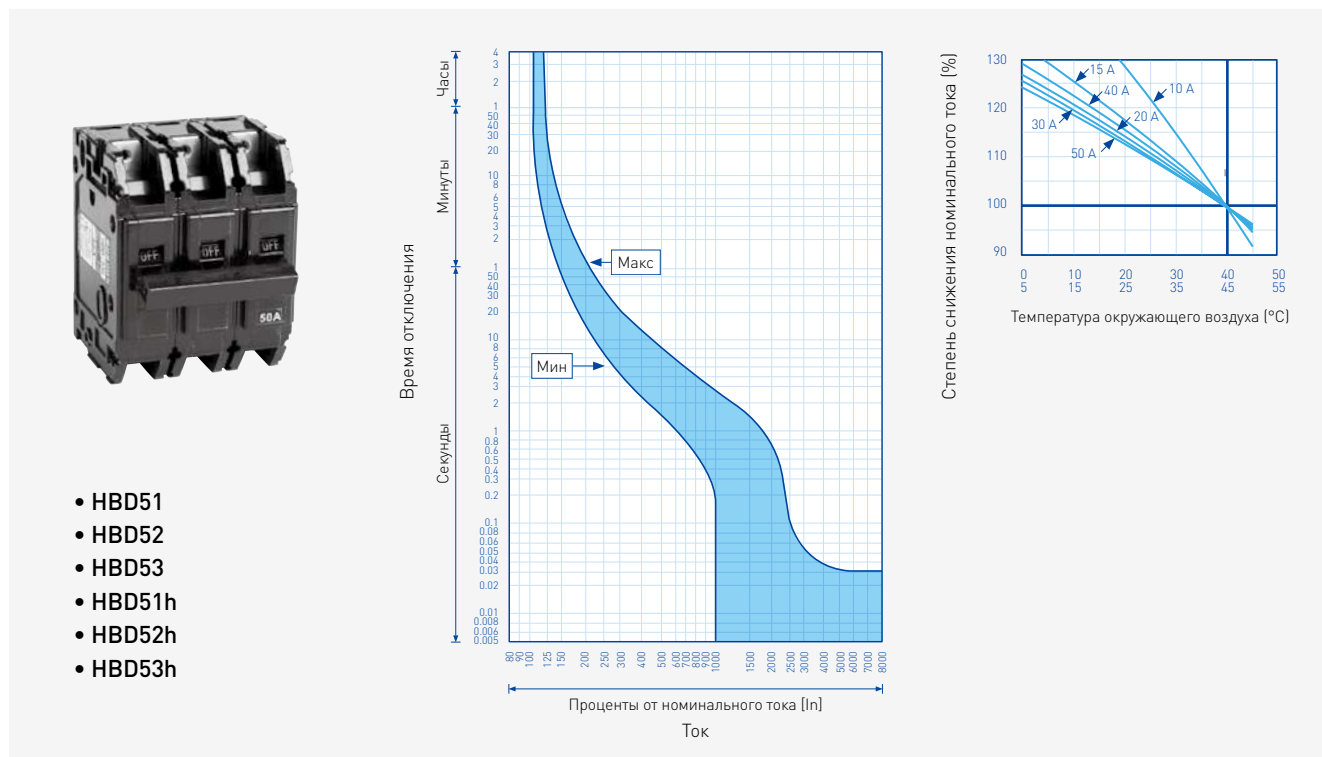 OFF
OFF
OFF
50A
• HBD51
• HBD52
• HBD53
• HBD51h
• HBD52h
• HBD53h
Время отключения
Часы
Минуты
Секунды
4
3
2
1
50
40
30
20
10
8
6
5
4
3
2
1
50
40
30
20
10
8
6
5
4
3
2
1
0.8
0.6
0.5
0.4
0.3
0.2
0.1
0.08
0.06
0.05
0.04
0.03
0.02
0.01
0.008
0.006
0.005
Макс
Мин
80 90 100 125 150 200 250 300 400 500 600 700 800 900 1000 1500 2000 2500 3000 4000 5000 6000 7000 8000
Проценты от номинального тока [In]
Ток
Степень снижения номинального тока (%)
130
120
110
100
90
15 A
10 A
40 A
20 A
30 A
50 A
0 10 20 30 40 50
5 15 25 35 45 55
Температура окружающего воздуха (°C)